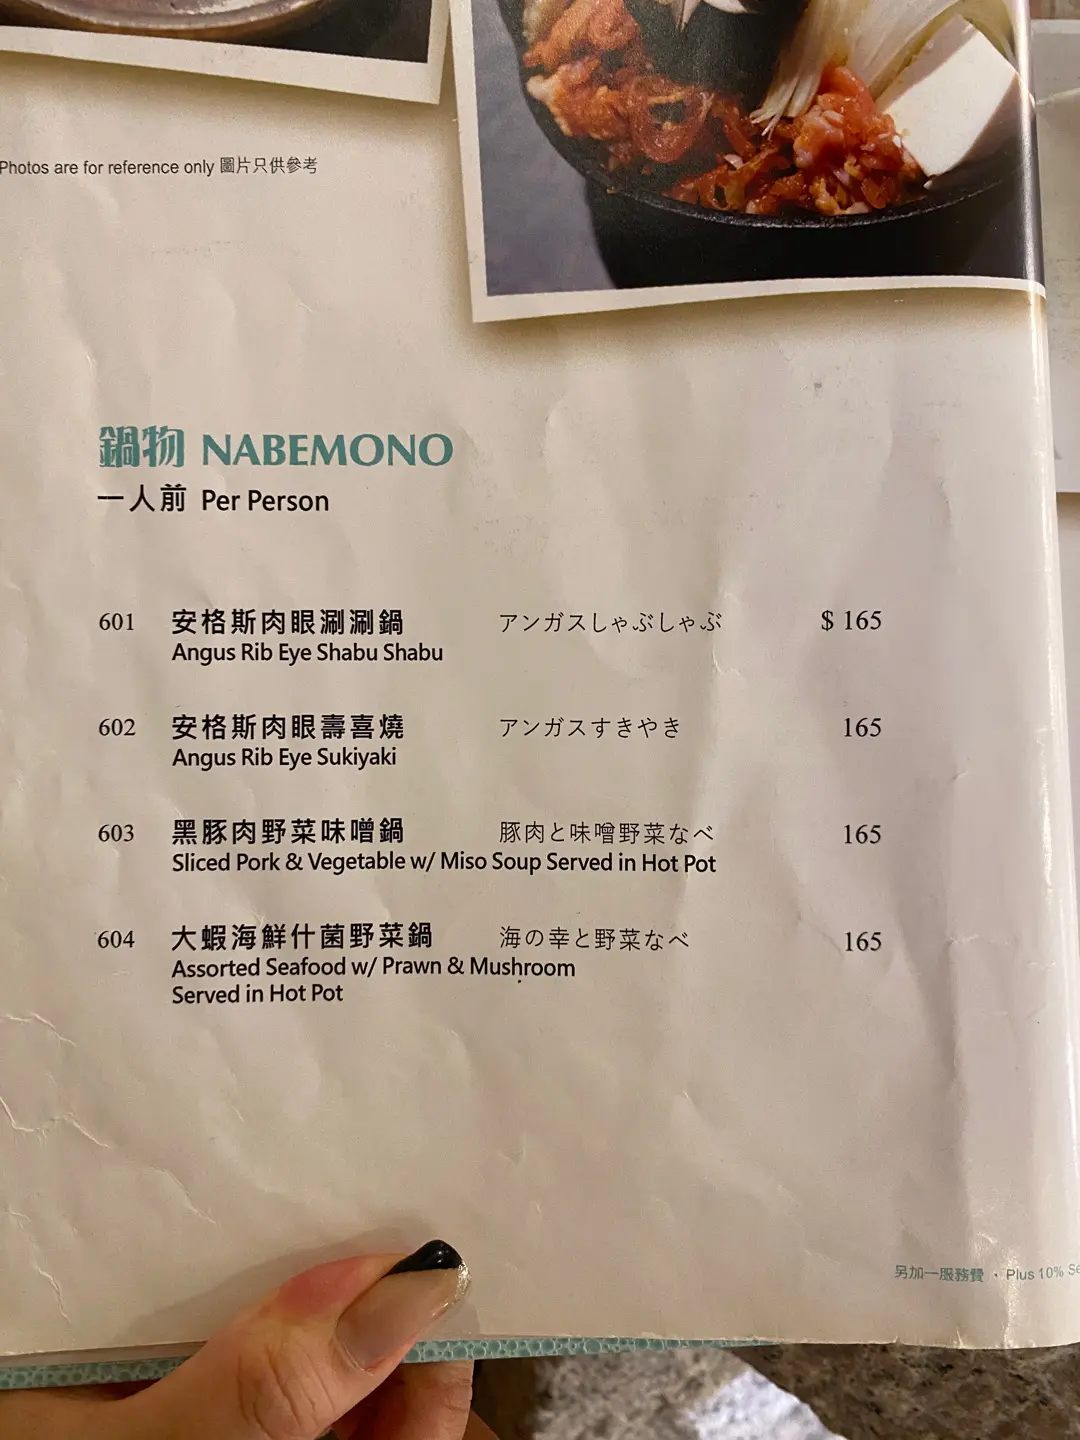 Photos are for reference only 圖片只供參考
鍋物 NABEMONO
一人前 Per Person
601 安格斯肉眼涮涮鍋 アンガスしゃぶしゃぶ $ 165
Angus Rib Eye Shabu Shabu
602 安格斯肉眼壽喜燒 アンガスすきやき 165
Angus Rib Eye Sukiyaki
603 黑豚肉野菜味噌鍋 豚肉と味噌野菜なべ 165
Sliced Pork & Vegetable w/ Miso Soup Served in Hot Pot
604 大蝦海鮮什菌野菜鍋 海の幸と野菜なべ 165
Assorted Seafood w/ Prawn & Mushroom
Served in Hot Pot
另加一服務費 · Plus 10%